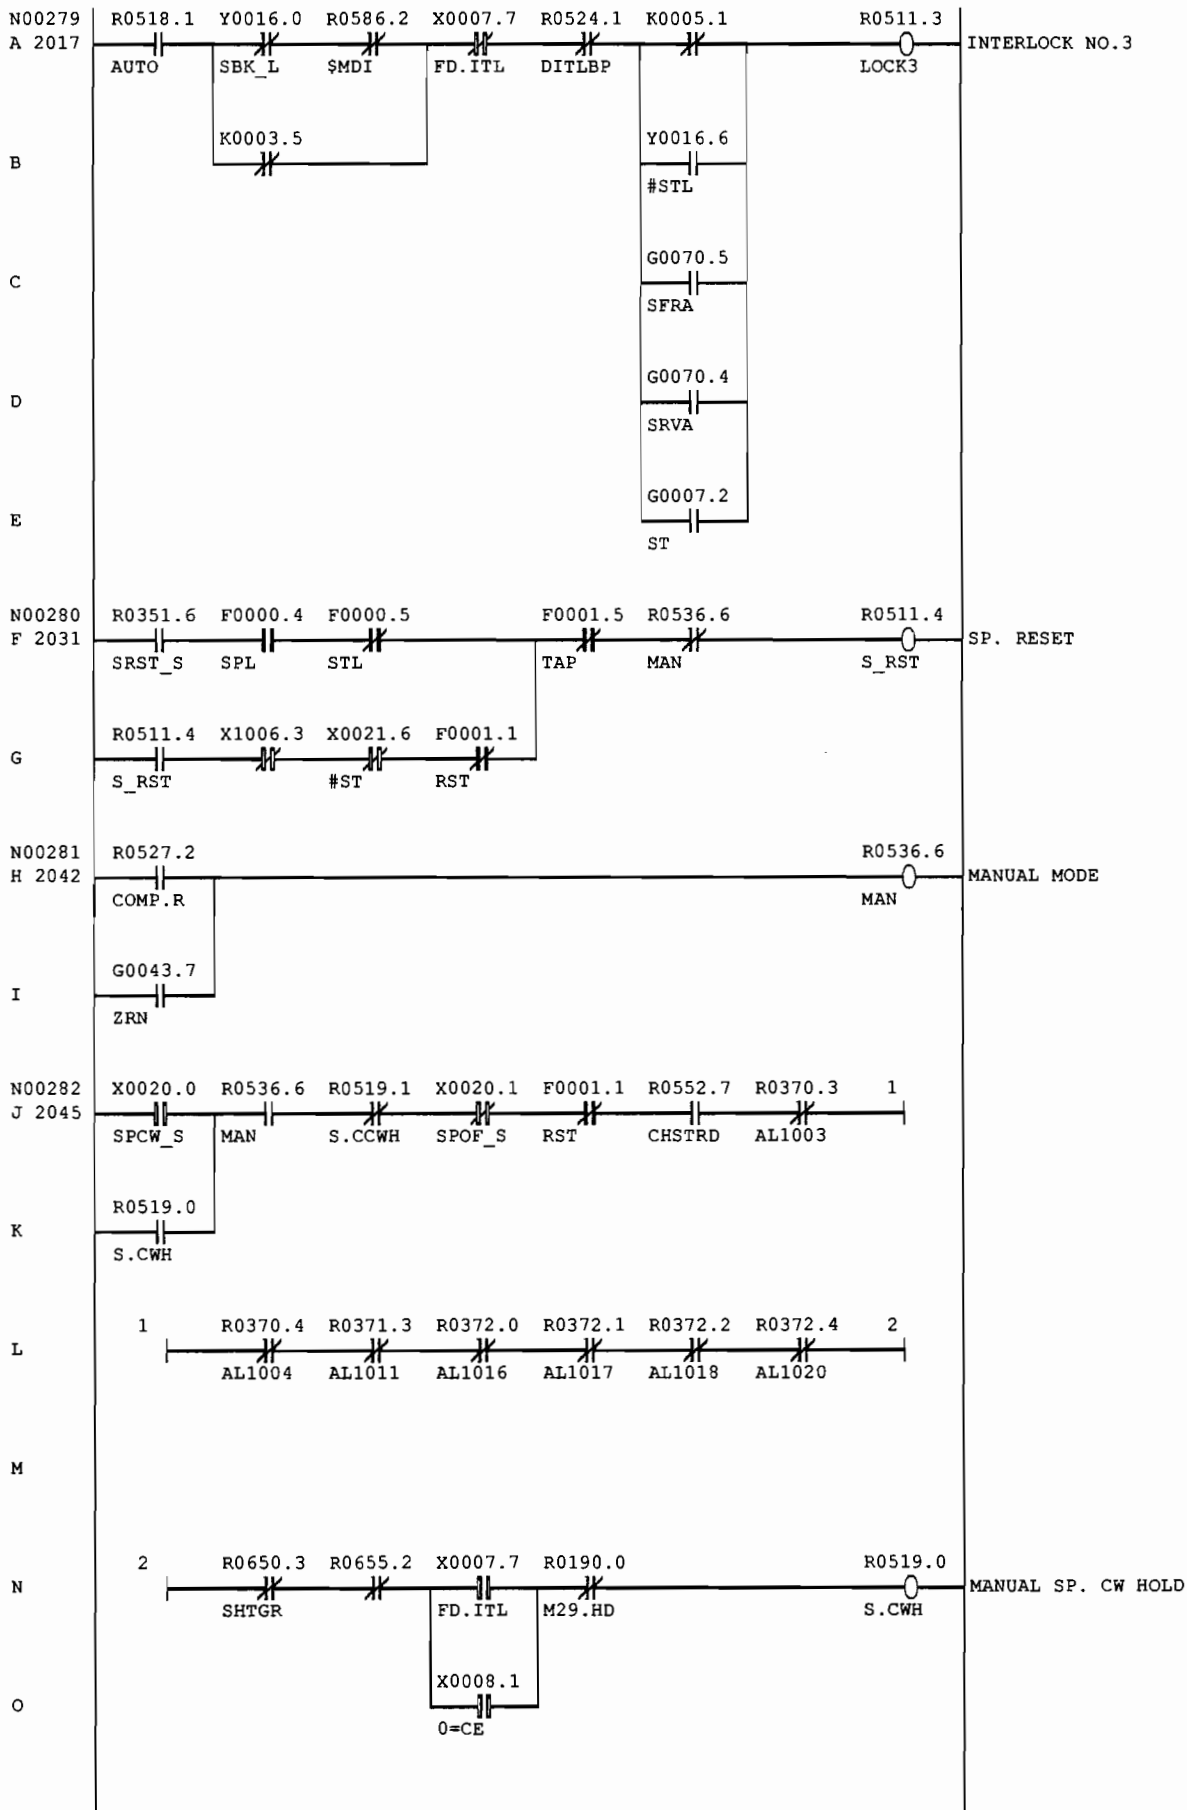 N00279 R0518.1 Y0016.0 R0586.2 X0007.7 R0524.1 K0005.1 R0511.3
A 2017 INTERLOCK NO.3
AUTO SBK_L $MDI FD.ITL DITLBP LOCK3
K0003.5 Y0016.6
B
#STL
G0070.5
C
SFRA
G0070.4
D
SRVA
G0007.2
E
ST
N00280 R0351.6 F0000.4 F0000.5 F0001.5 R0536.6 R0511.4
F 2031 SP. RESET
SRST_S SPL STL TAP MAN S_RST
R0511.4 X1006.3 X0021.6 F0001.1
G
S_RST #ST RST
N00281 R0527.2 R0536.6
H 2042 MANUAL MODE
COMP.R MAN
G0043.7
I
ZRN
N00282 X0020.0 R0536.6 R0519.1 X0020.1 F0001.1 R0552.7 R0370.3 1
J 2045
SPCW_S MAN S.CCWH SPOF_S RST CHSTRD AL1003
R0519.0
K
S.CWH
1 R0370.4 R0371.3 R0372.0 R0372.1 R0372.2 R0372.4 2
L
AL1004 AL1011 AL1016 AL1017 AL1018 AL1020
M
2 R0650.3 R0655.2 X0007.7 R0190.0 R0519.0
N MANUAL SP. CW HOLD
SHTGR FD.ITL M29.HD S.CWH
X0008.1
O
0=CE